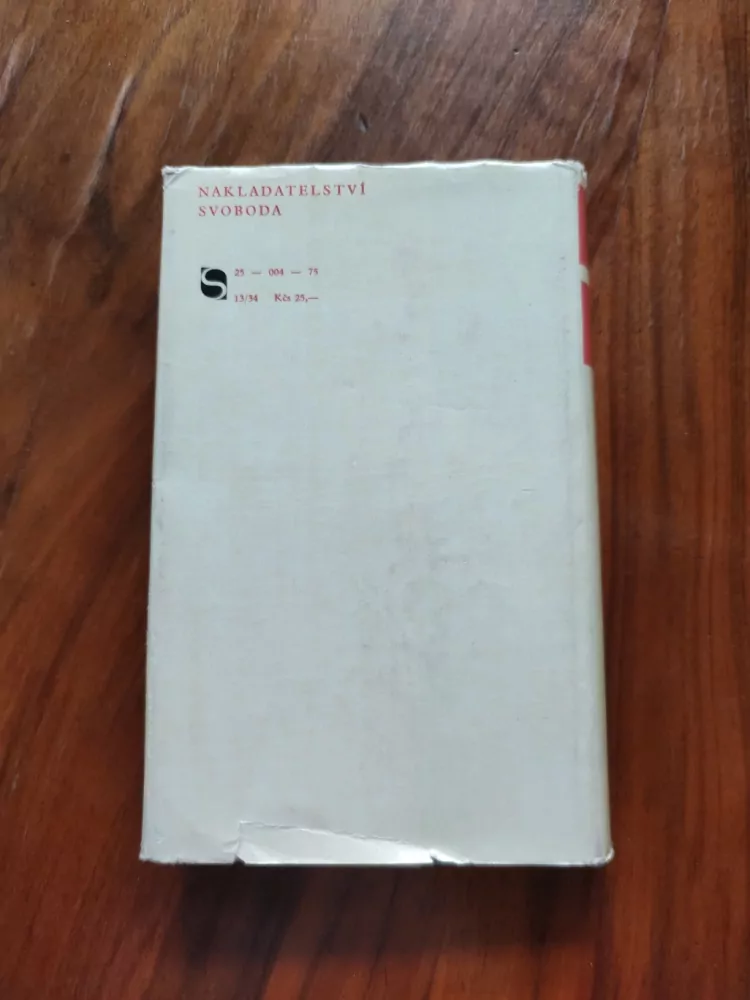 NAKLADATELSTVÍ
SVOBODA
S
25 — 004 — 75
13/34 Kčs 25,—